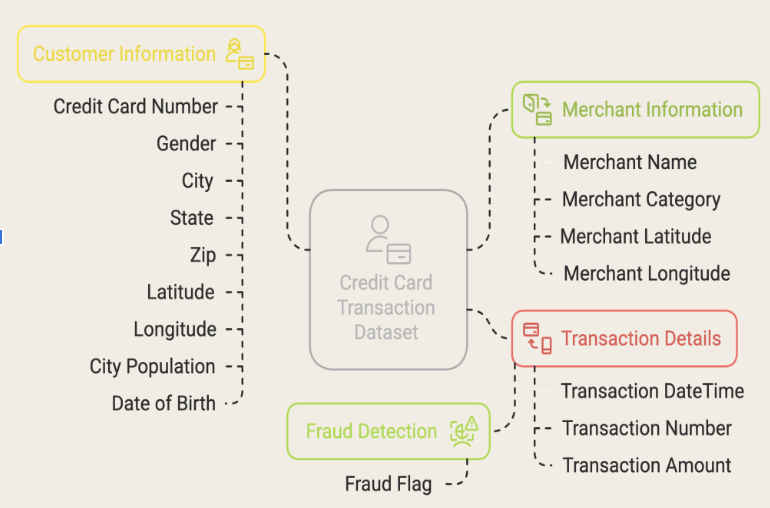 Customer Information
Credit Card Number
Gender
City
State
Zip
Latitude
Longitude
City Population
Date of Birth
Credit Card
Transaction
Dataset
Merchant Information
Merchant Name
Merchant Category
Merchant Latitude
Merchant Longitude
Transaction Details
Transaction DateTime
Transaction Number
Transaction Amount
Fraud Detection
Fraud Flag